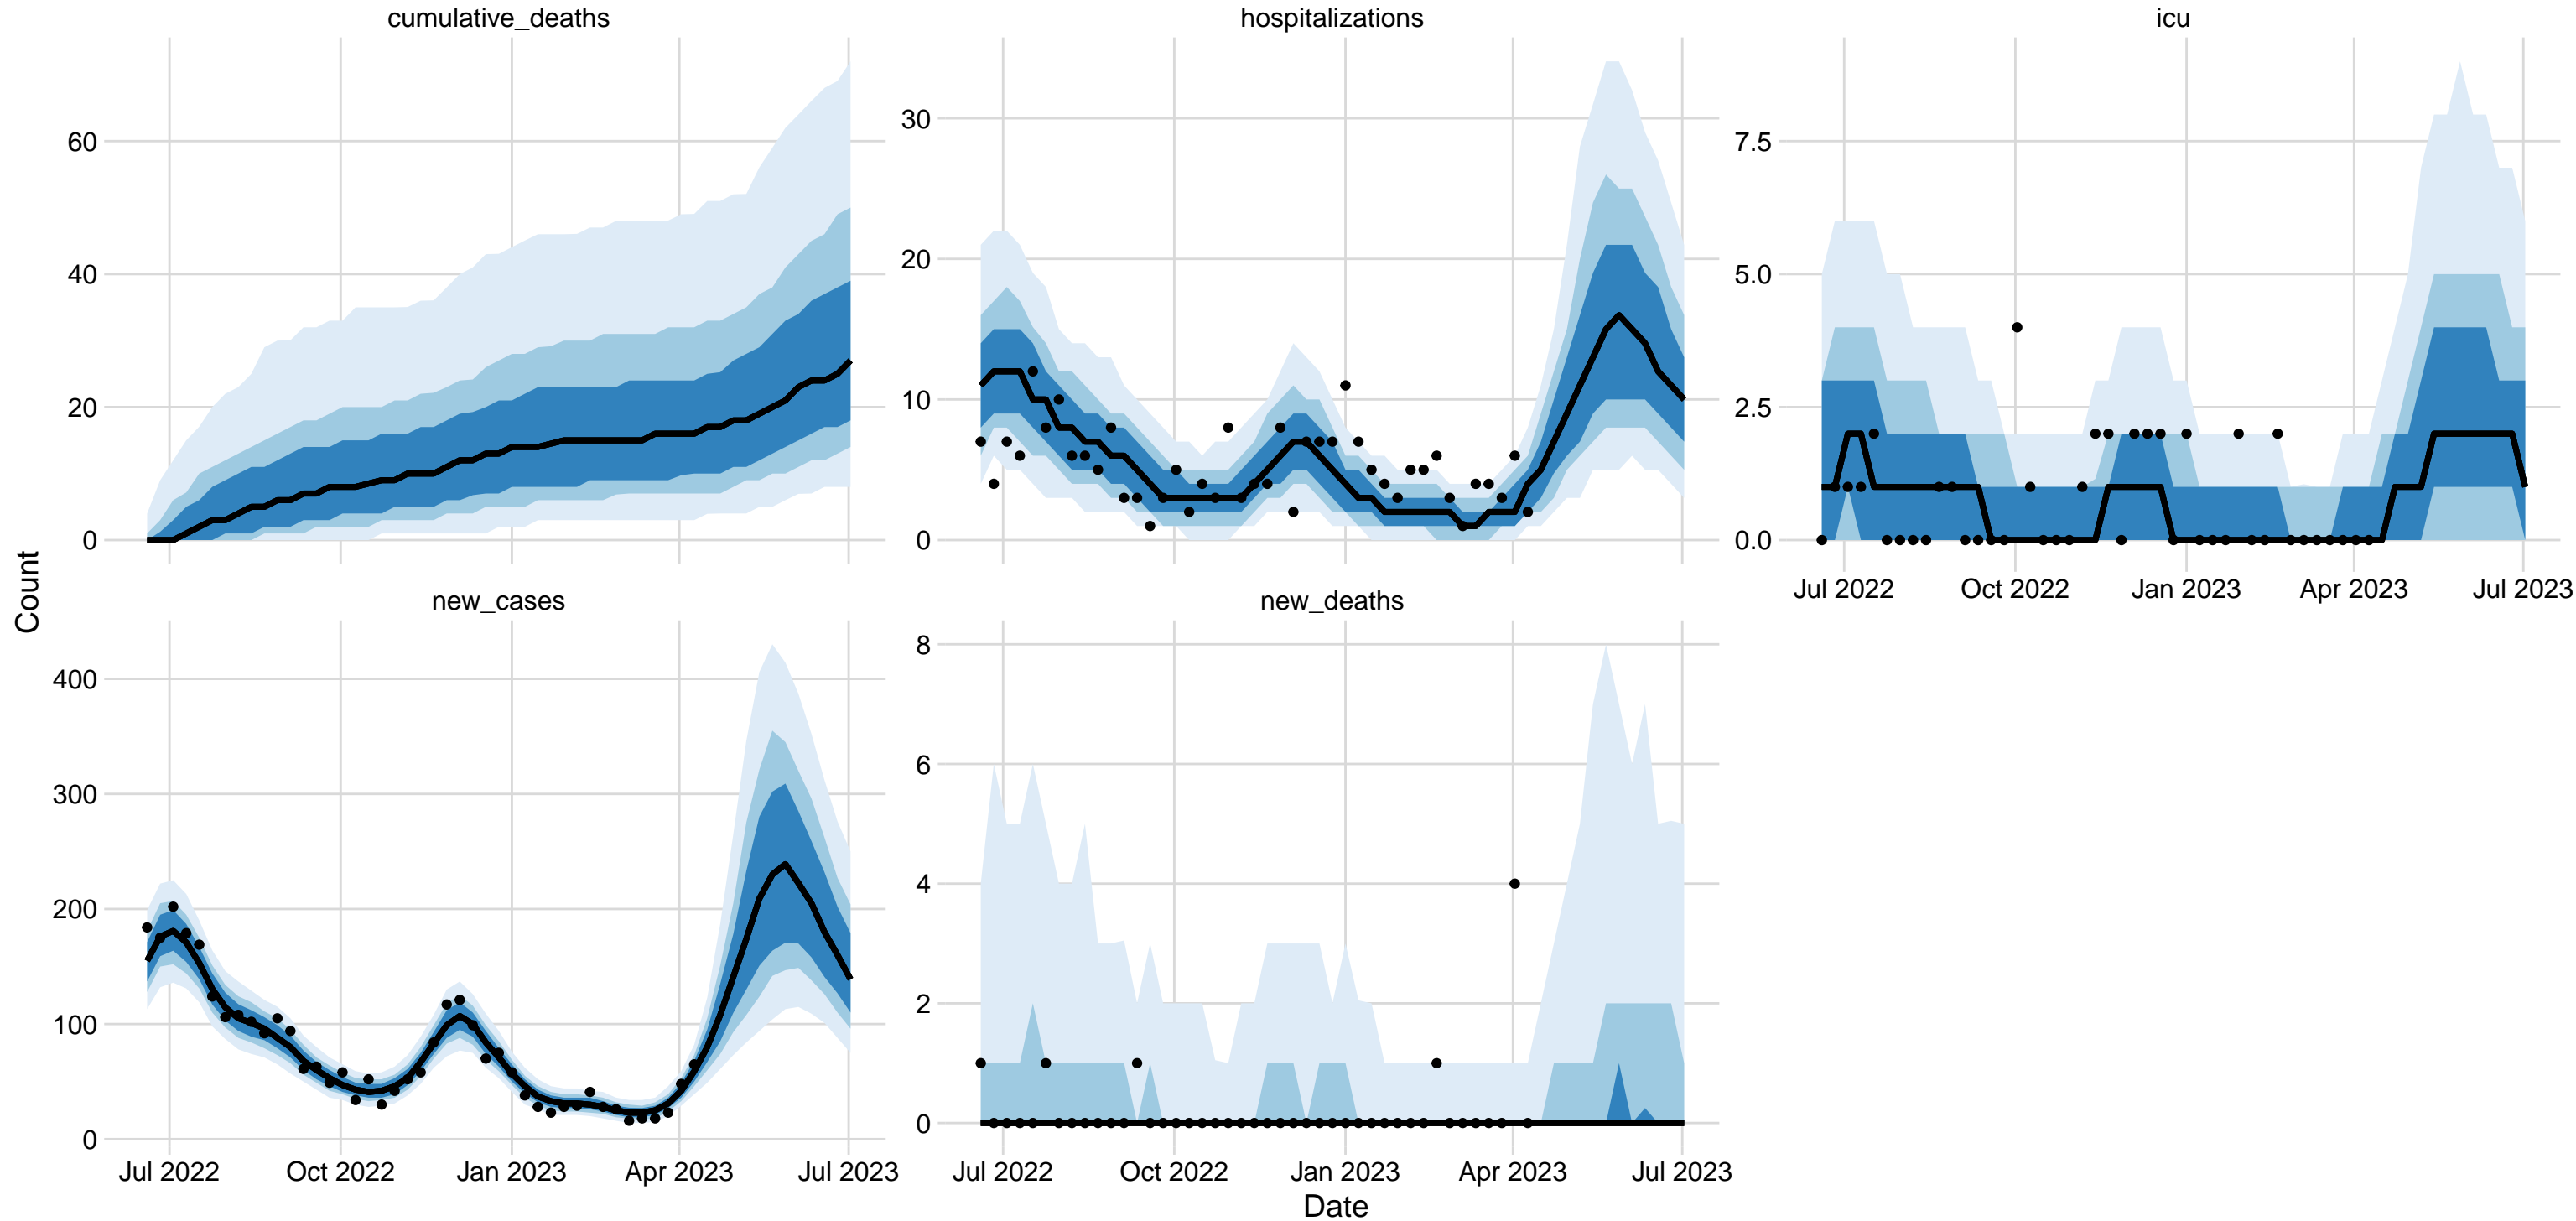 cumulative_deaths
hospitalizations
icu
60
40
20
0
30
20
10
0
7.5
5.0
2.5
0.0
Jul 2022 Oct 2022 Jan 2023 Apr 2023 Jul 2023
Count
new_cases
new_deaths
400
300
200
100
0
8
6
4
2
0
Jul 2022 Oct 2022 Jan 2023 Apr 2023 Jul 2023
Jul 2022 Oct 2022 Jan 2023 Apr 2023 Jul 2023
Date